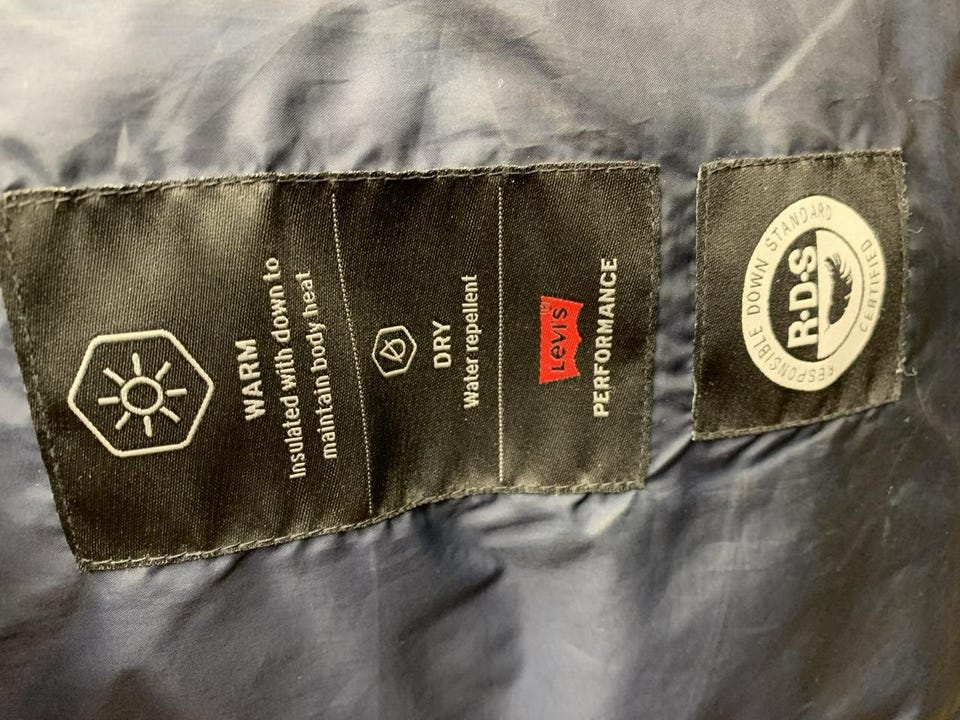 WARM
Insulated with down to
maintain body heat
DRY
Water repellent
Levi's
PERFORMANCE
RESPONSIBLE DOWN STANDARD
R·D·S
CERTIFIED